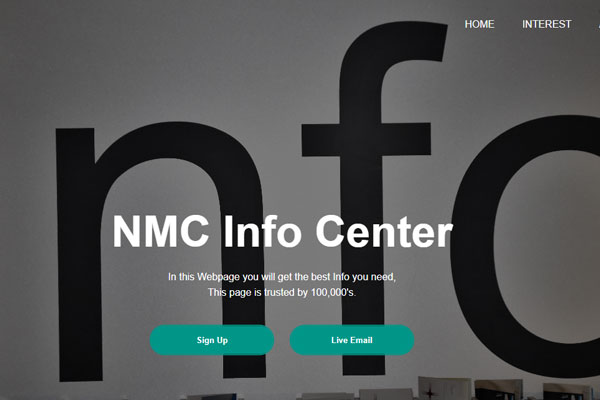 HOME INTEREST
nfo
NMC Info Center
In this Webpage you will get the best Info you need,
This page is trusted by 100,000's.
Sign Up Live Email